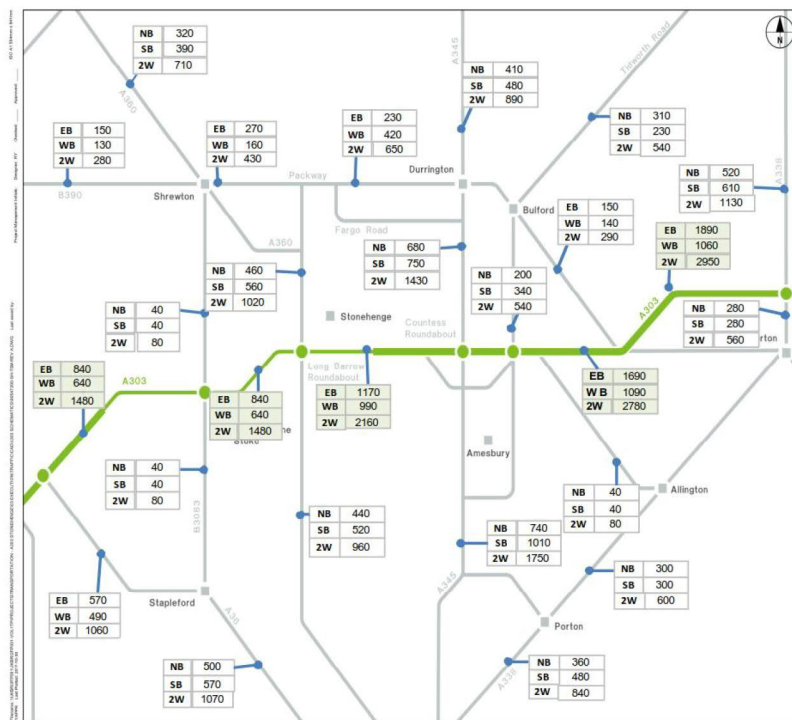 NB 320
SB 390
2W 710
A360
A345
Tidworth Road
N
NB 410
SB 480
2W 890
EB 150
WB 130
2W 280
EB 270
WB 160
2W 430
EB 230
WB 420
2W 650
NB 310
SB 230
2W 540
NB 520
SB 610
2W 1130
A338
B390
Shrewton
Packway
Durrington
Bulford
Fargo Road
A360
EB 150
WB 140
2W 290
EB 1890
WB 1060
2W 2950
NB 460
SB 560
2W 1020
NB 680
SB 750
2W 1430
NB 200
SB 340
2W 540
A303
NB 40
SB 40
2W 80
Stonehenge
Countess
Roundabout
NB 280
SB 280
2W 560
rton
EB 840
WB 640
2W 1480
A303
Long Barrow
Roundabout
EB 840
WB 640
2W 1480
Stoke
EB 1170
WB 990
2W 2160
EB 1690
WB 1090
2W 2780
Amesbury
NB 40
SB 40
2W 80
B3083
NB 40
SB 40
2W 80
Allington
NB 440
SB 520
2W 960
NB 740
SB 1010
2W 1750
NB 300
SB 300
2W 600
EB 570
WB 490
2W 1060
Stapleford
A36
A345
Porton
NB 500
SB 570
2W 1070
A338
NB 360
SB 480
2W 840